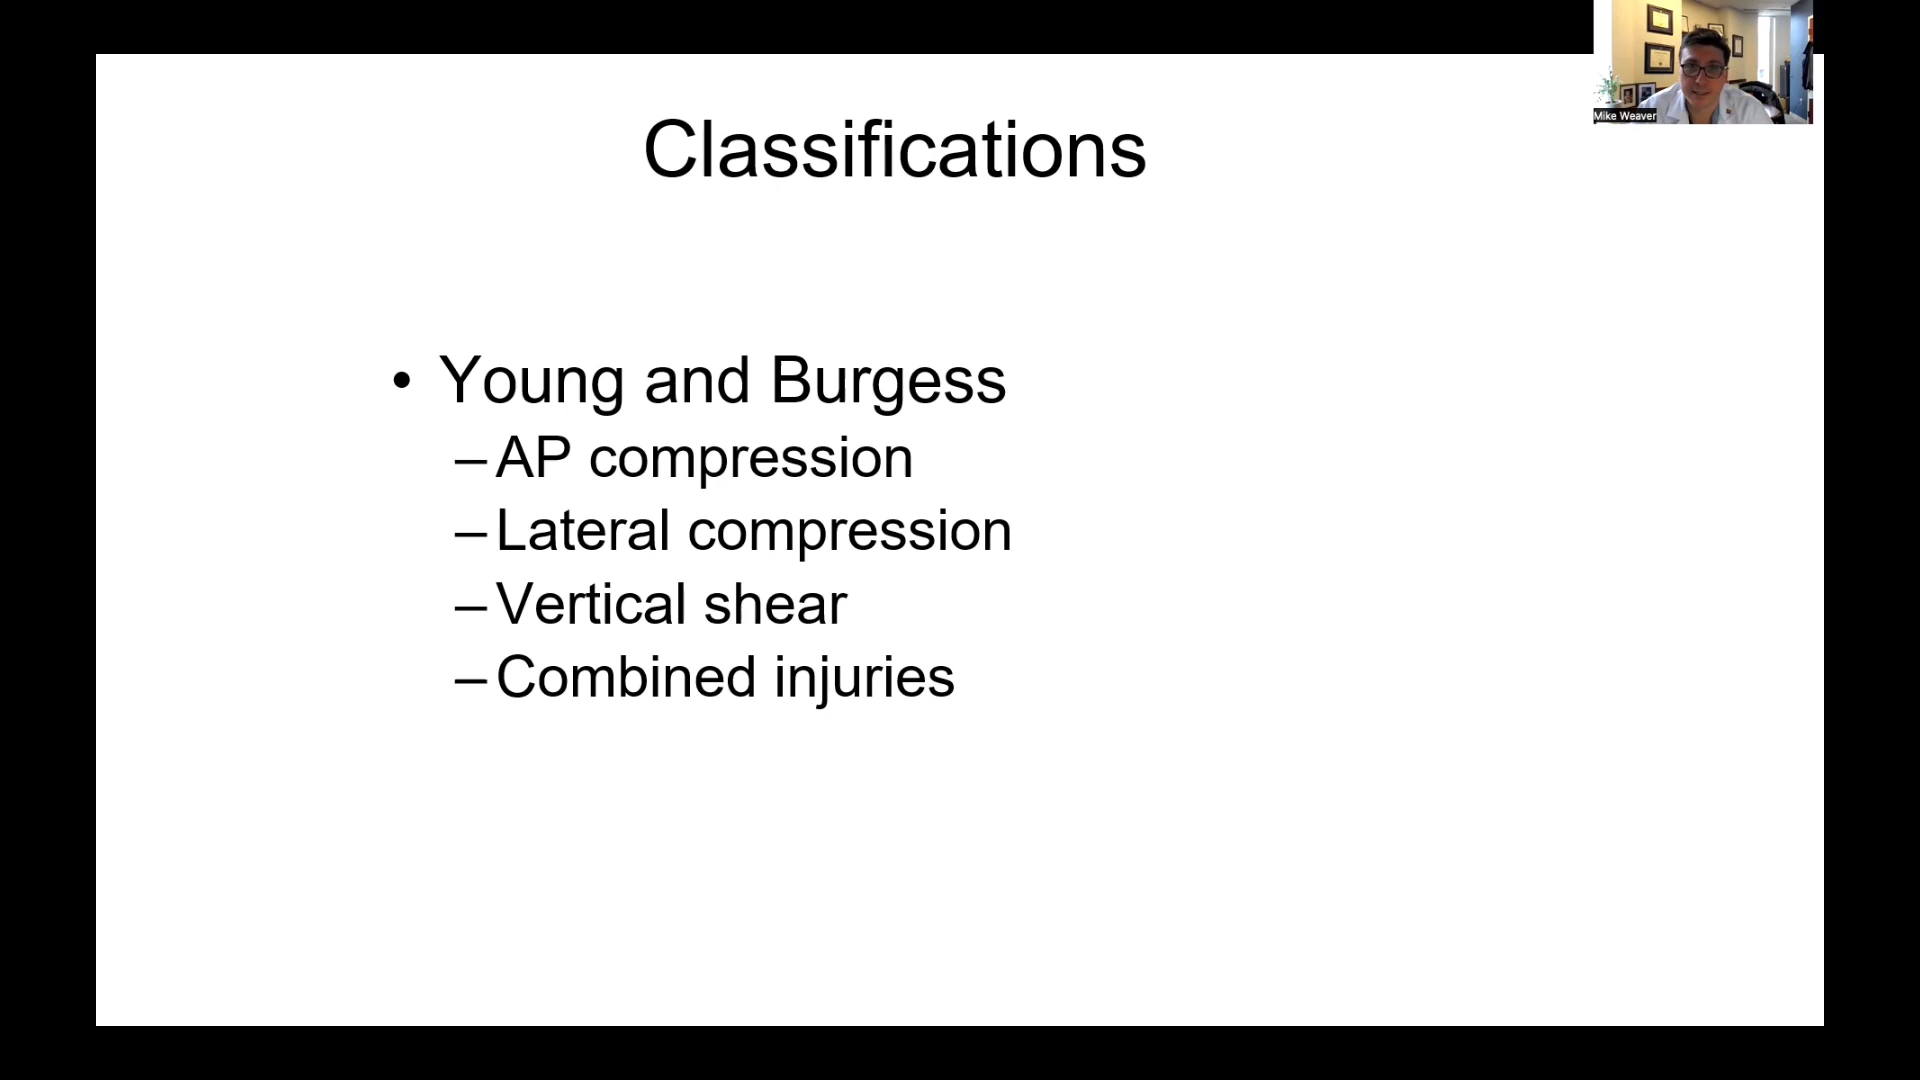 Mike Weaver
Classifications
• Young and Burgess
– AP compression
– Lateral compression
– Vertical shear
– Combined injuries